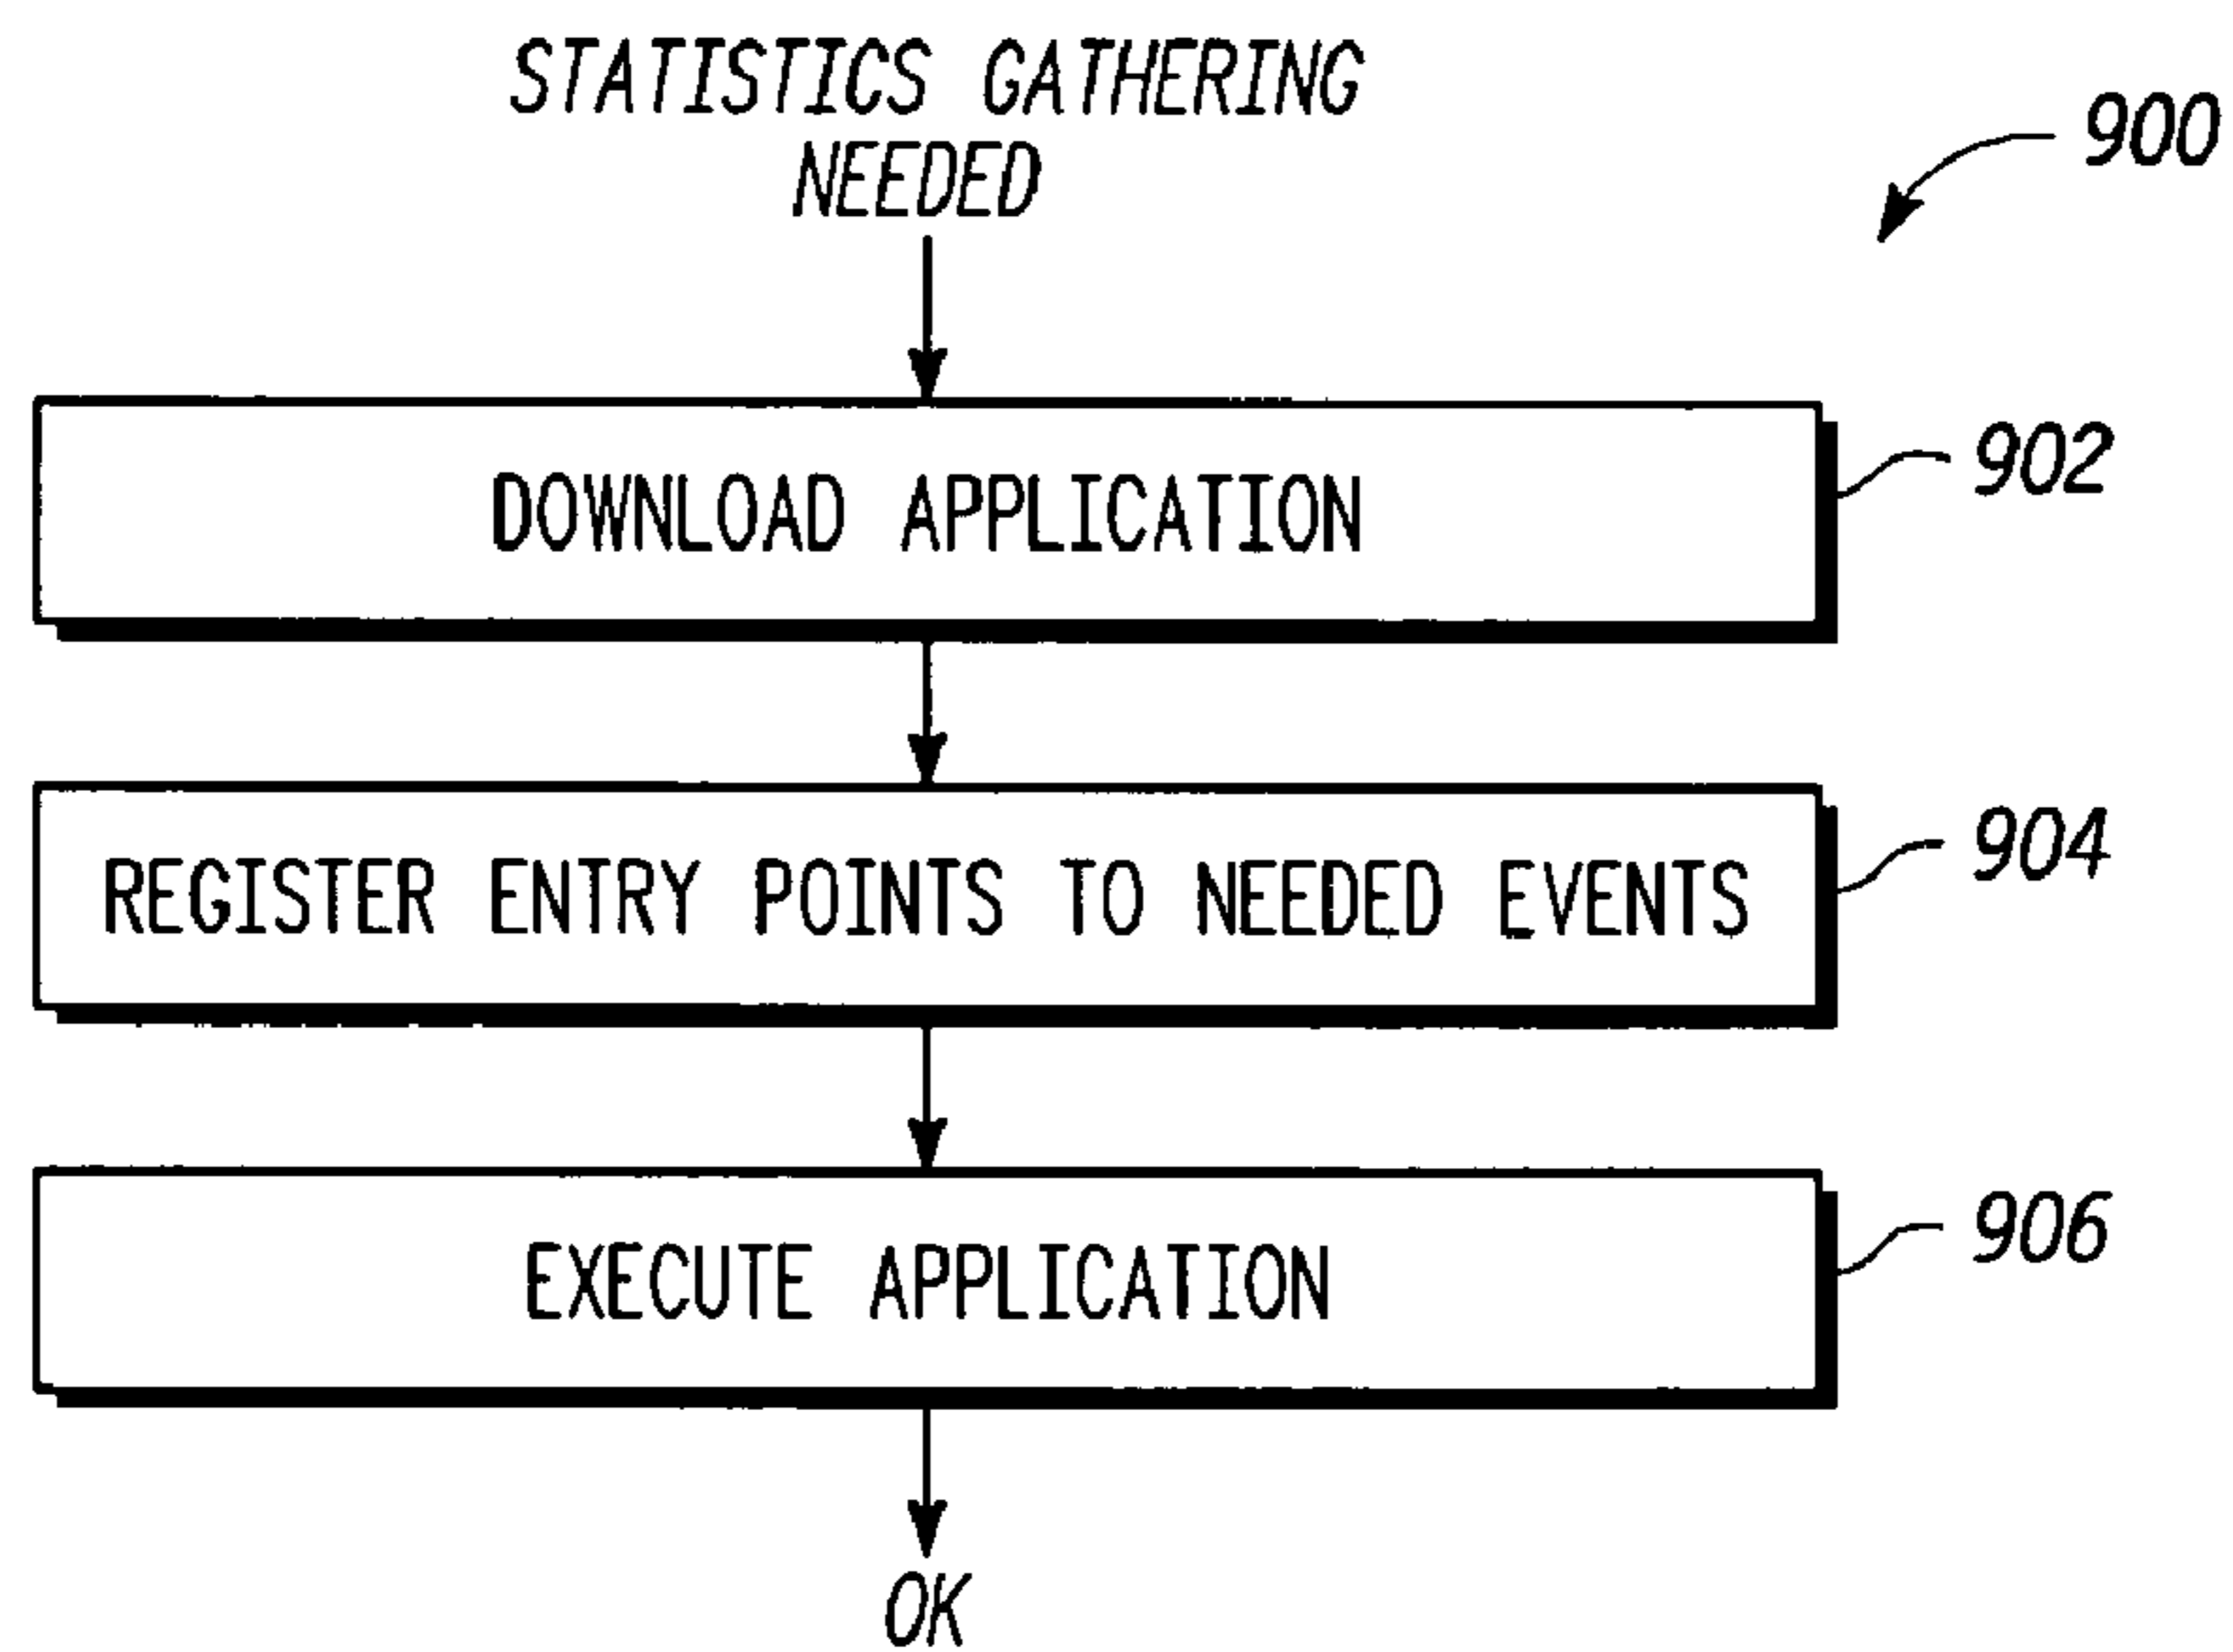 STATISTICS GATHERING
NEEDED
900
DOWNLOAD APPLICATION
902
REGISTER ENTRY POINTS TO NEEDED EVENTS
904
EXECUTE APPLICATION
906
OK